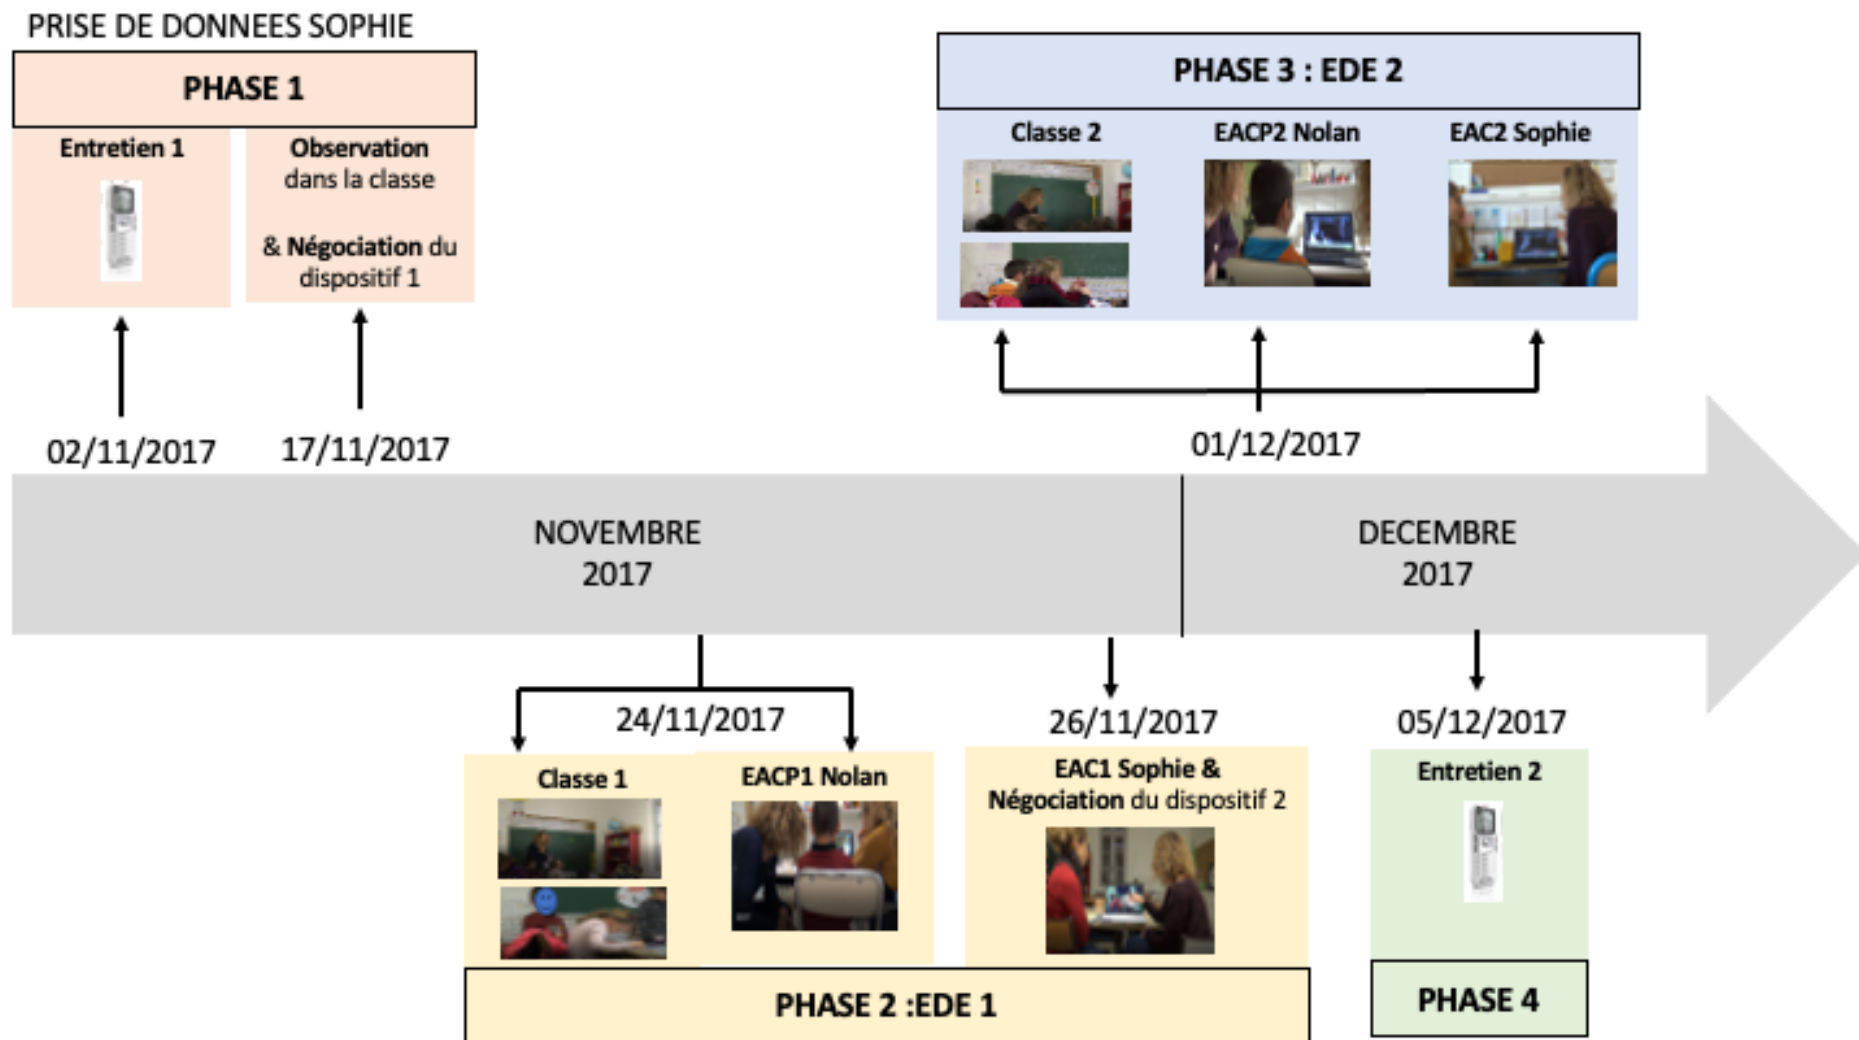 PRISE DE DONNEES SOPHIE
PHASE 1
Entretien 1
Observation
dans la classe
& Négociation du
dispositif 1
02/11/2017
17/11/2017
PHASE 3 : EDE 2
Classe 2
EACP2 Nolan
EAC2 Sophie
01/12/2017
NOVEMBRE
2017
DECEMBRE
2017
24/11/2017
Classe 1
EACP1 Nolan
26/11/2017
EAC1 Sophie &
Négociation du dispositif 2
PHASE 2 :EDE 1
05/12/2017
Entretien 2
PHASE 4